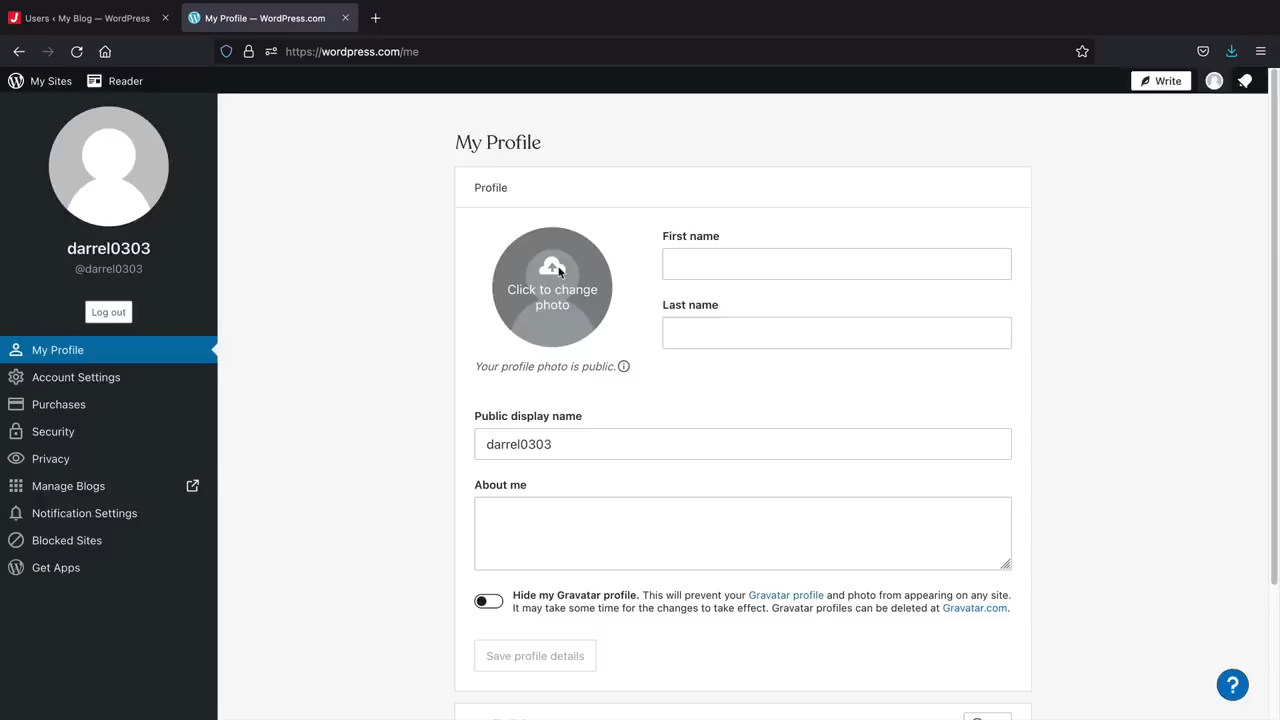 Users ‹ My Blog — WordPress
My Profile — WordPress.com
https://wordpress.com/me
My Sites
Reader
Write
darrel0303
@darrel0303
Log out
My Profile
Account Settings
Purchases
Security
Privacy
Manage Blogs
Notification Settings
Blocked Sites
Get Apps
My Profile
Profile
Click to change
photo
Your profile photo is public.
First name
Last name
Public display name
darrel0303
About me
Hide my Gravatar profile. This will prevent your Gravatar profile and photo from appearing on any site.
It may take some time for the changes to take effect. Gravatar profiles can be deleted at Gravatar.com.
Save profile details
?